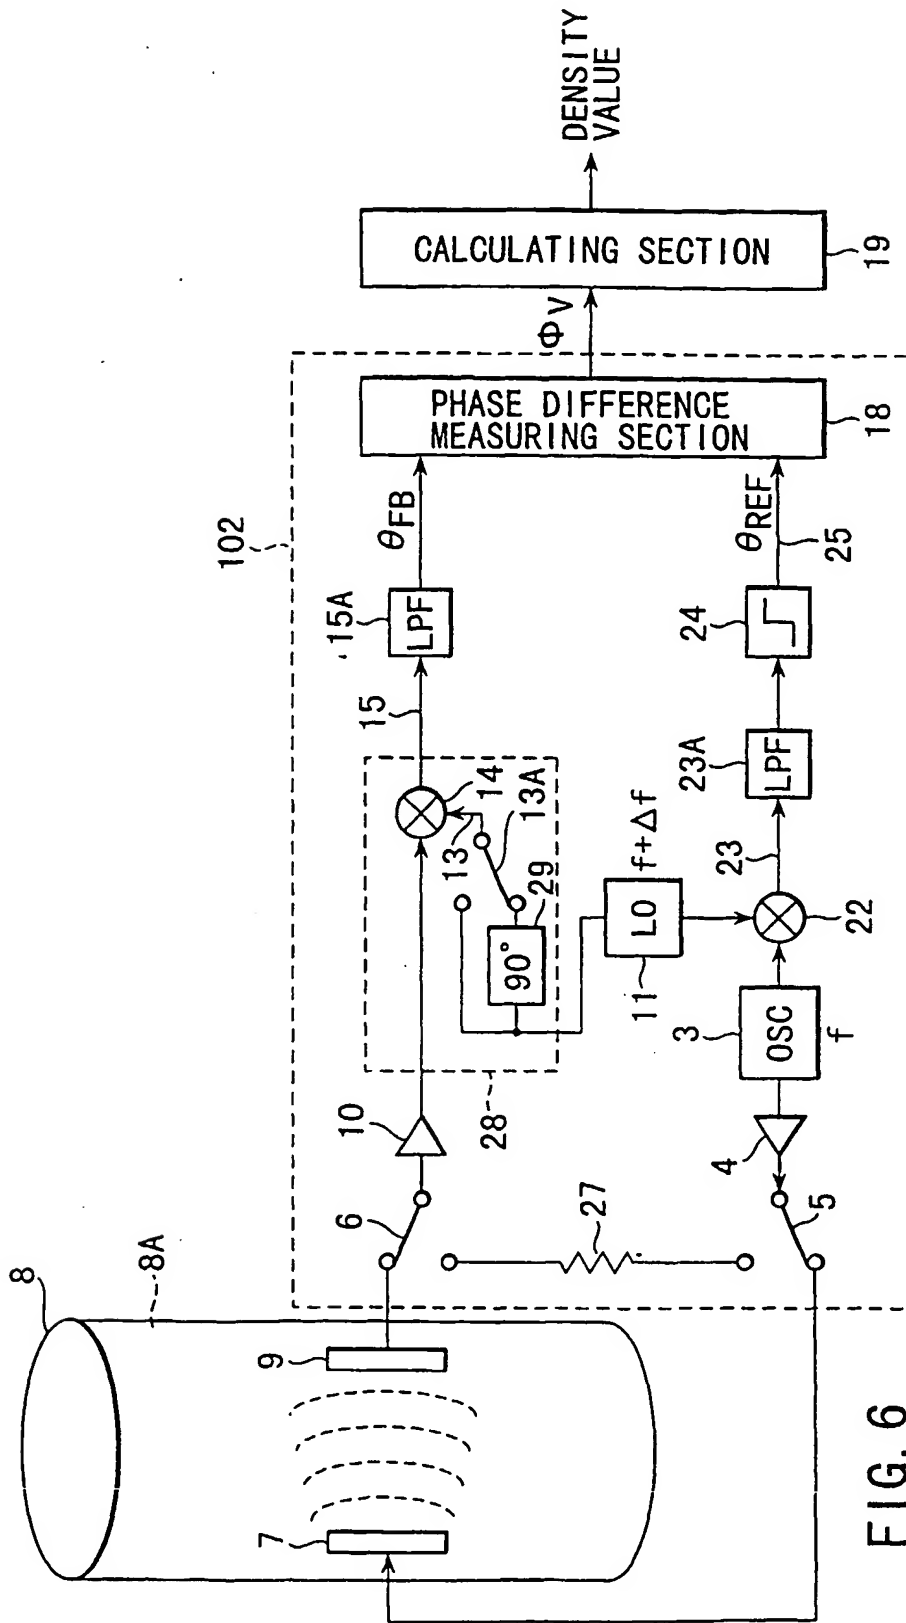 8
8A
7
9
102
6
10
28
14
13
13A
29
90°
15
15A
LPF
θFB
PHASE DIFFERENCE
MEASURING SECTION
18
ΦV
CALCULATING SECTION
19
DENSITY
VALUE
27
5
4
3
OSC
f
11
LO
f+Δf
22
23
23A
LPF
24
25
θREF
FIG. 6